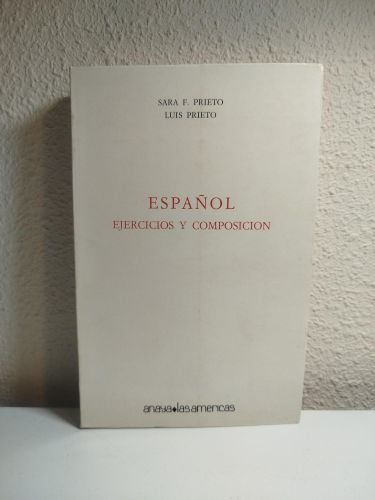 SARA F. PRIETO
LUIS PRIETO
ESPAÑOL
EJERCICIOS Y COMPOSICION
anaya•las americas